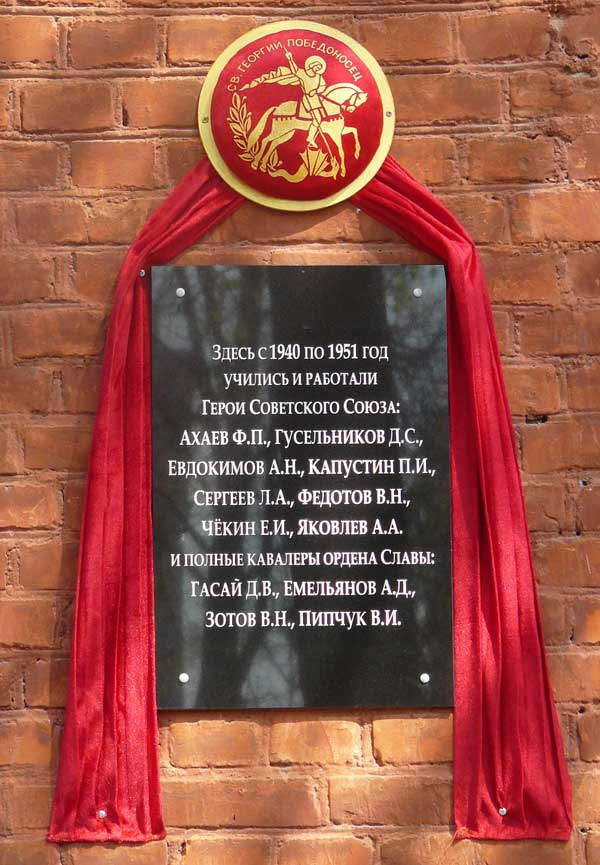 СВ. ГЕОРГИЙ ПОБЕДОНОСЕЦ
Здесь с 1940 по 1951 год
учились и работали
Герои Советского Союза:
Ахаев Ф.П., Гусельников Д.С.,
Евдокимов А.Н., Капустин П.И.,
Сергеев Л.А., Федотов В.Н.,
Чёкин Е.И., Яковлев А.А.
и полные кавалеры ордена Славы:
Гасай Д.В., Емельянов А.Д.,
Зотов В.Н., Пипчук В.И.